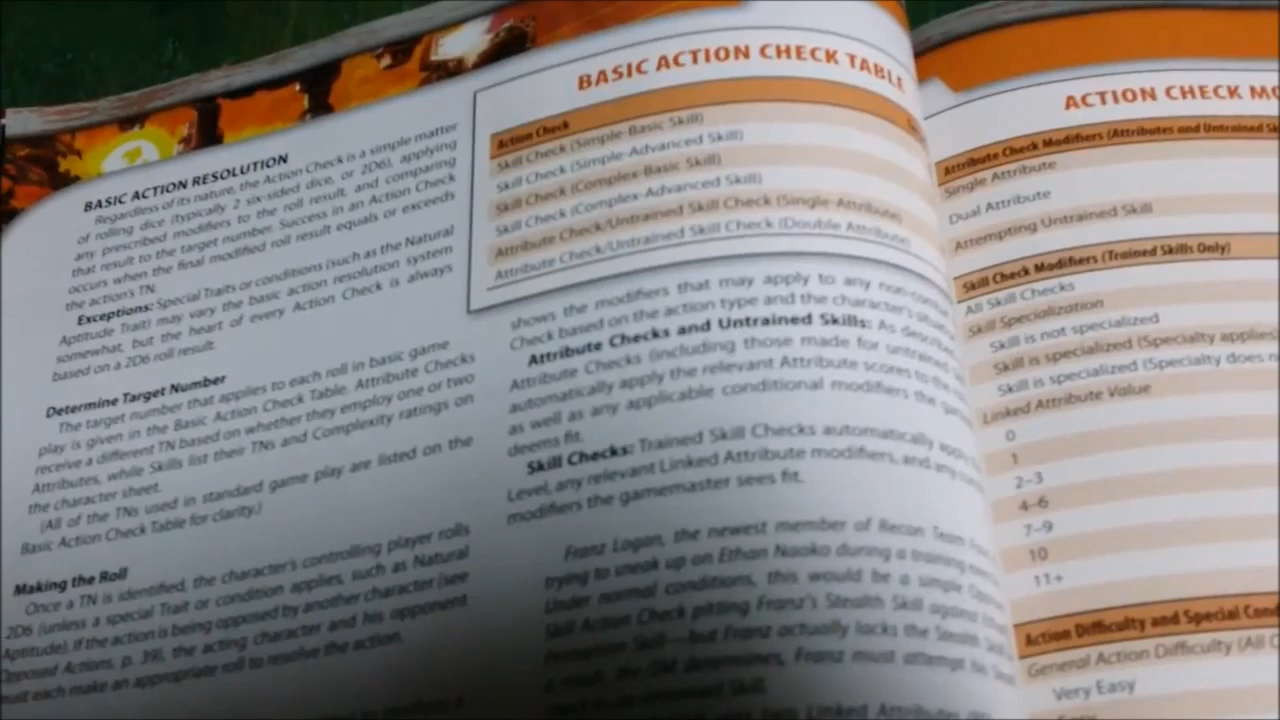 BASIC ACTION RESOLUTION
Regardless of its nature, the Action Check is a simple matter
of rolling dice (typically 2 six-sided dice, or 2D6), applying
any prescribed modifiers to the roll result, and comparing
that result to the target number. Success in an Action Check
occurs when the final modified roll result equals or exceeds
the action's TN.
Exceptions: Special Traits or conditions (such as the Natural
Aptitude Trait) may vary the basic action resolution system
somewhat, but the heart of every Action Check is always
based on a 2D6 roll result.
Determine Target Number
The target number that applies to each roll in basic game
play is given in the Basic Action Check Table. Attribute Checks
receive a different TN based on whether they employ one or two
Attributes, while Skills list their TNs and Complexity ratings on
the character sheet.
(All of the TNs used in standard game play are listed on the
Basic Action Check Table for clarity.)
Making the Roll
Once a TN is identified, the character's controlling player rolls
2D6 (unless a special Trait or condition applies, such as Natural
Aptitude). If the action is being opposed by another character (see
Opposed Actions, p. 39), the acting character and his opponent
must each make an appropriate roll to resolve the action.
BASIC ACTION CHECK TABLE
Action Check
Skill Check (Simple-Basic Skill)
Skill Check (Simple-Advanced Skill)
Skill Check (Complex-Basic Skill)
Skill Check (Complex-Advanced Skill)
Attribute Check/Untrained Skill Check (Single-Attribute)
Attribute Check/Untrained Skill Check (Double Attribute)
shows the modifiers that may apply to any
Check based on the action type and the character's
Attribute Checks and Untrained Skills: As
Attribute Checks (including those made for
automatically apply the relevant Attribute scores to the
as well as any applicable conditional modifiers the
deems fit.
Skill Checks: Trained Skill Checks automatically
Level, any relevant Linked Attribute modifiers, and any
modifiers the gamemaster sees fit.
Franz Logan, the newest member of Recon Team
trying to sneak up on Ethan Naoko during a training
Under normal conditions, this would be a simple
Skill Action Check pitting Franz's Stealth Skill against
Skill—but Franz actually lacks the Stealth
a result, the determines, Franz must attempt his
Linked Attributes
ACTION CHECK MO
Attribute Check Modifiers (Attributes and Untrained Sk
Single Attribute
Dual Attribute
Attempting Untrained Skill
Skill Check Modifiers (Trained Skills Only)
All Skill Checks
Skill Specialization
Skill is not specialized
Skill is specialized (Specialty applies
Skill is specialized (Specialty does n
Linked Attribute Value
0
1
2–3
4–6
7–9
10
11+
Action Difficulty and Special Con
General Action Difficulty (All C
Very Easy